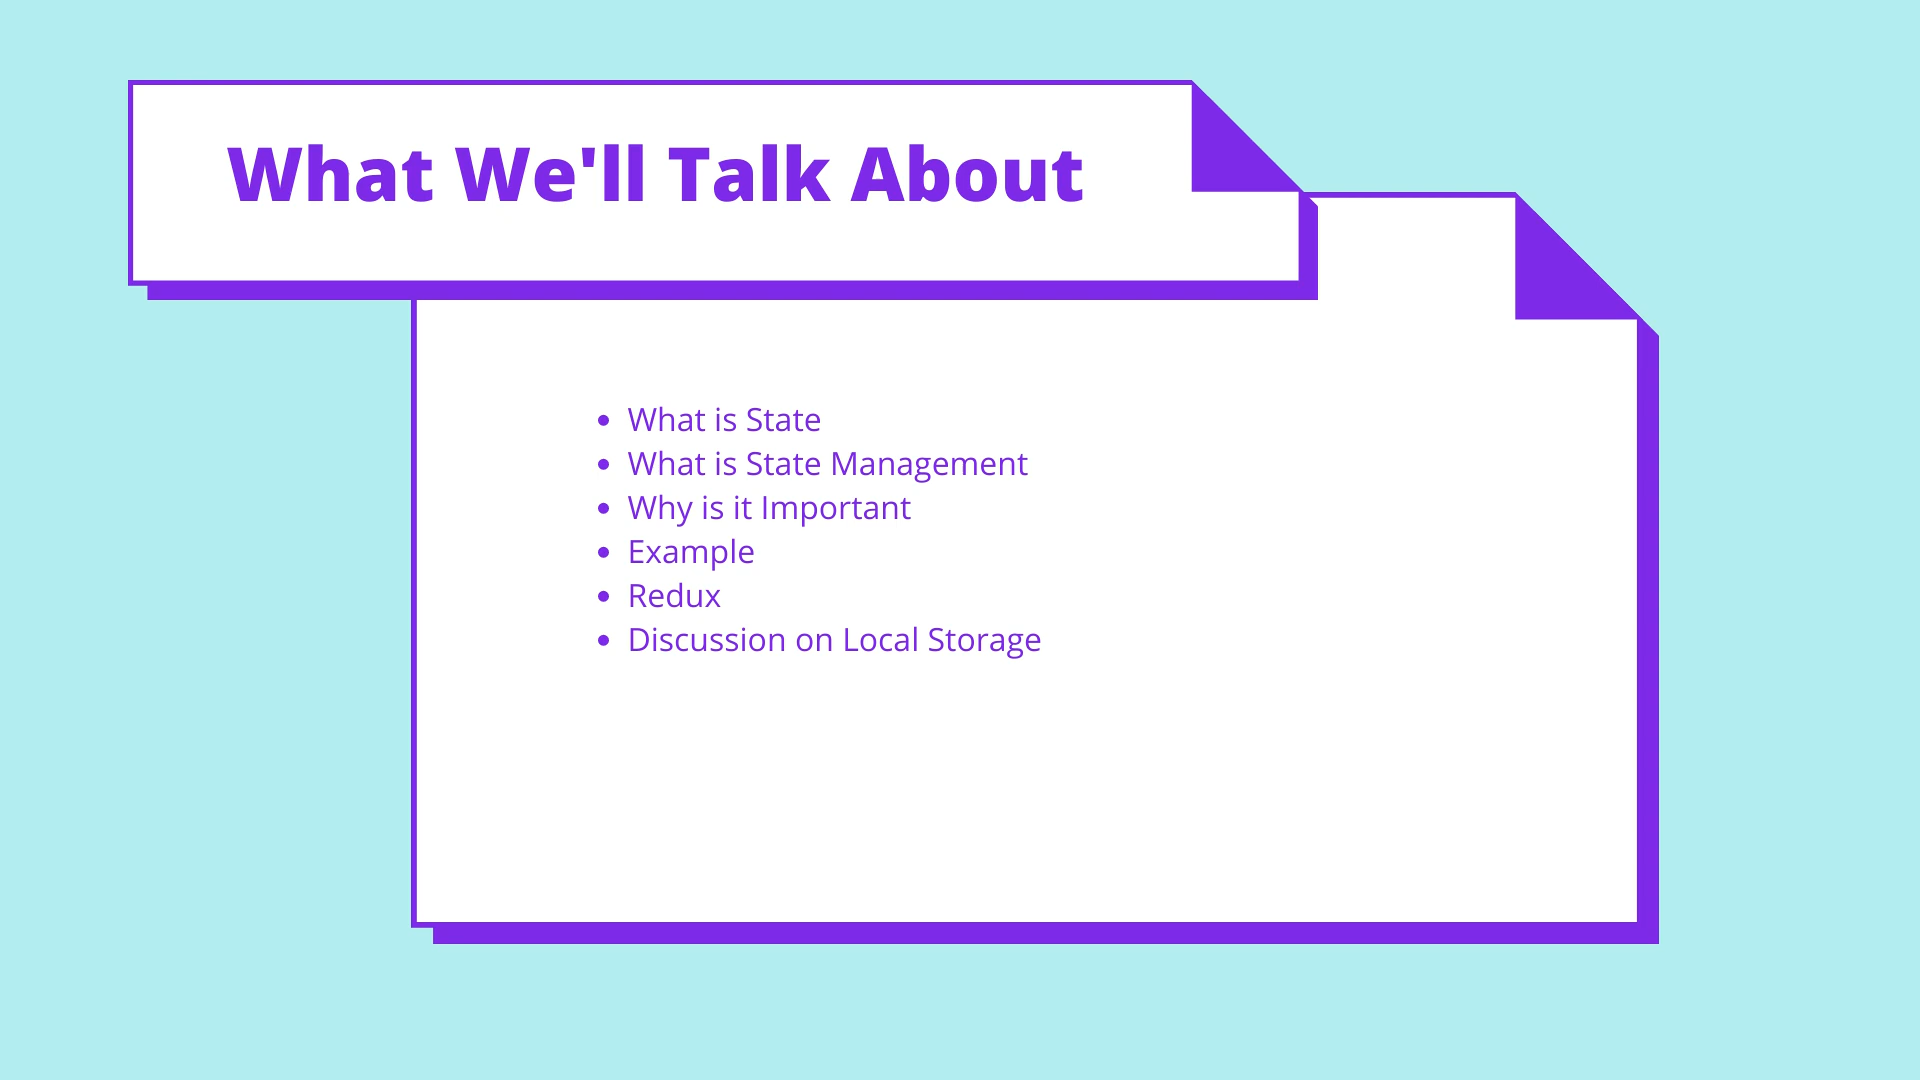 What We'll Talk About
• What is State
• What is State Management
• Why is it Important
• Example
• Redux
• Discussion on Local Storage